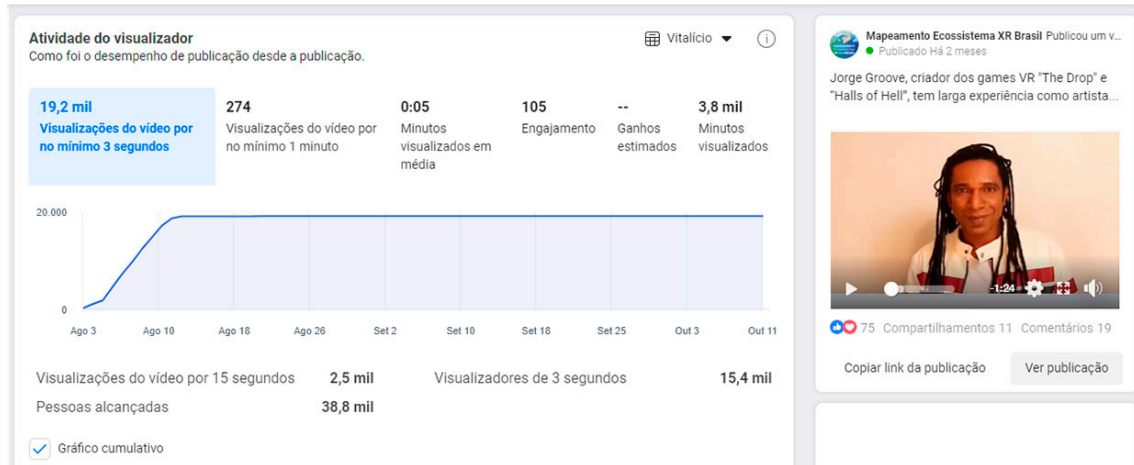 Atividade do visualizador
Como foi o desempenho de publicação desde a publicação.
Vitalício
19,2 mil
Visualizações do vídeo por
no mínimo 3 segundos
274
Visualizações do vídeo por
no mínimo 1 minuto
0:05
Minutos
visualizados em
média
105
Engajamento
--
Ganhos
estimados
3,8 mil
Minutos
visualizados
20.000
0
Ago 3 Ago 10 Ago 18 Ago 26 Set 2 Set 10 Set 18 Set 25 Out 3 Out 11
Visualizações do vídeo por 15 segundos 2,5 mil
Visualizadores de 3 segundos 15,4 mil
Pessoas alcançadas 38,8 mil
Gráfico cumulativo
Mapeamento Ecossistema XR Brasil Publicou um v...
Publicado Há 2 meses
Jorge Groove, criador dos games VR "The Drop" e
"Halls of Hell", tem larga experiência como artista...
-1:24
75 Compartilhamentos 11 Comentários 19
Copiar link da publicação
Ver publicação